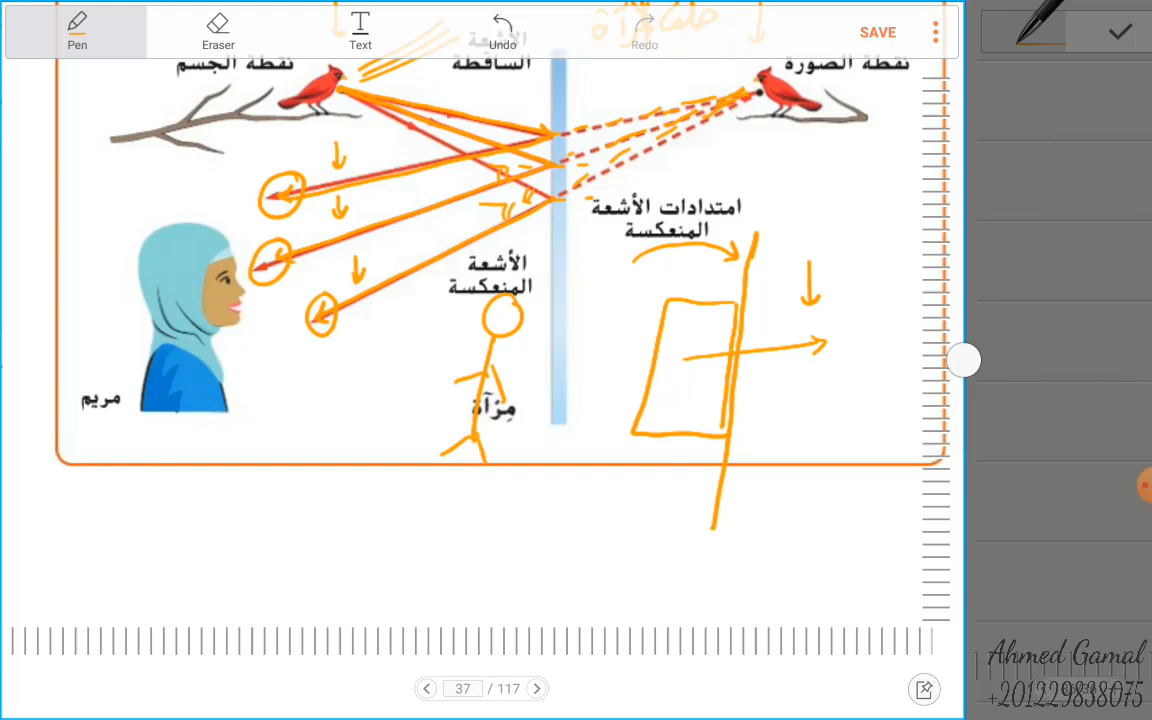 Pen
Eraser
Text
Undo
Redo
SAVE
نقطة الجسم
الأشعة
الساقطة
نقطة الصورة
امتدادات الأشعة
المنعكسة
الأشعة
المنعكسة
مريم
مِرْآة
37 / 117
Ahmed Gamal
+201229838075